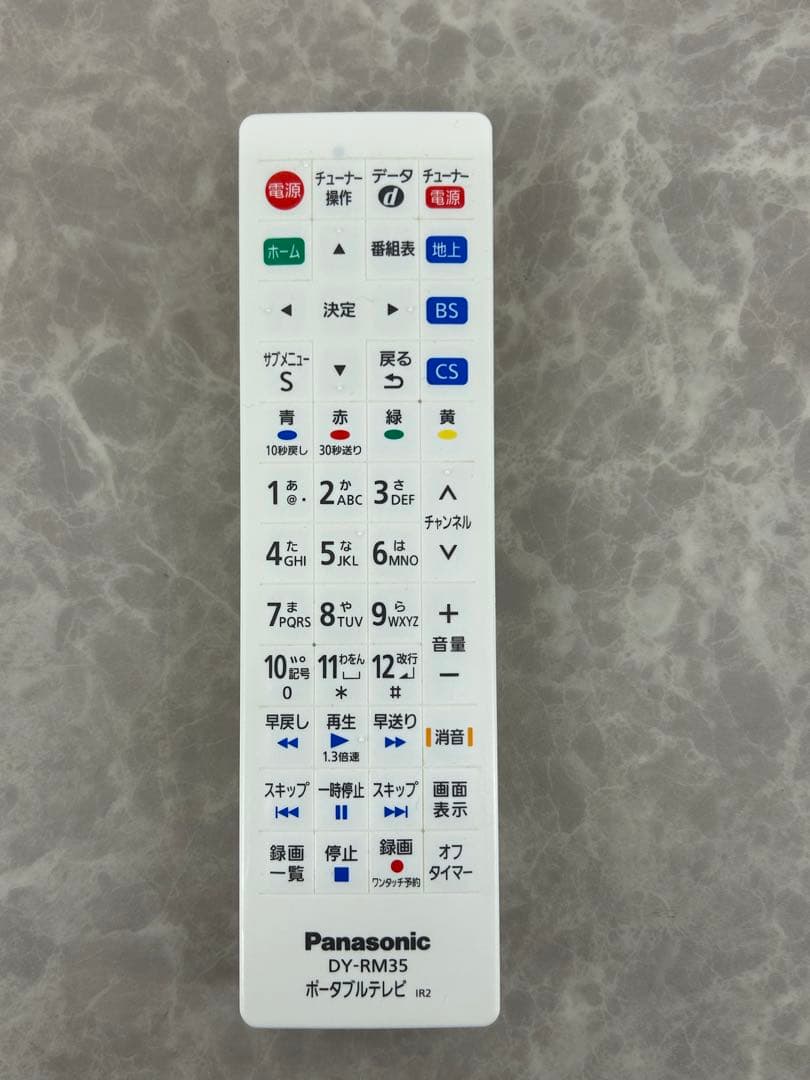 電源 チューナー操作 データ d チューナー電源
ホーム ▲ 番組表 地上
◀ 決定 ▶ BS
サブメニュー S ▼ 戻る CS
青 赤 緑 黄
10秒戻し 30秒送り
1 あ @. 2 か ABC 3 さ DEF ∧
チャンネル
4 た GHI 5 な JKL 6 は MNO ∨
7 ま PQRS 8 や TUV 9 ら WXYZ +
音量
10 ゛゜ 記号 11 わをん 12 改行 −
0 * #
早戻し 再生 早送り 消音
1.3倍速
スキップ 一時停止 スキップ 画面表示
録画一覧 停止 録画 オフタイマー
ワンタッチ予約
Panasonic
DY-RM35
ポータブルテレビ IR2